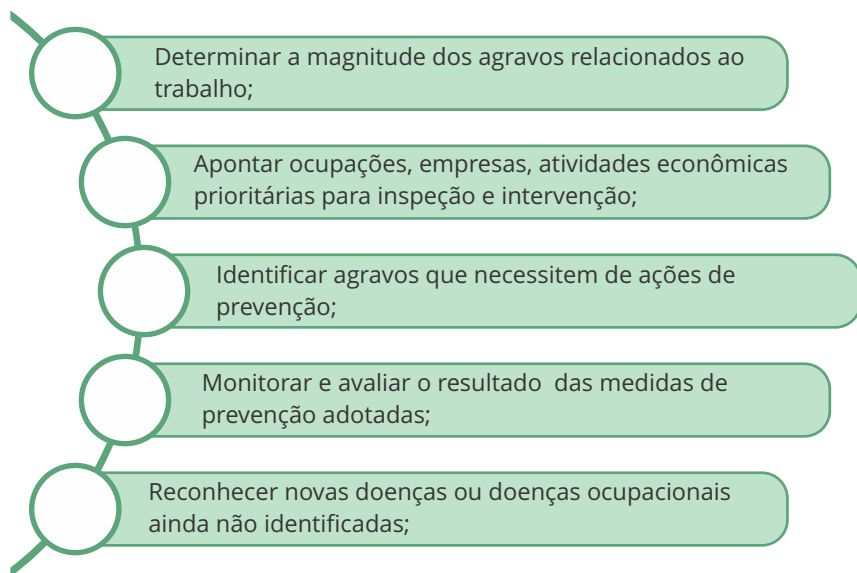 Determinar a magnitude dos agravos relacionados ao
trabalho;
Apontar ocupações, empresas, atividades econômicas
prioritárias para inspeção e intervenção;
Identificar agravos que necessitem de ações de
prevenção;
Monitorar e avaliar o resultado  das medidas de
prevenção adotadas;
Reconhecer novas doenças ou doenças ocupacionais
ainda não identificadas;